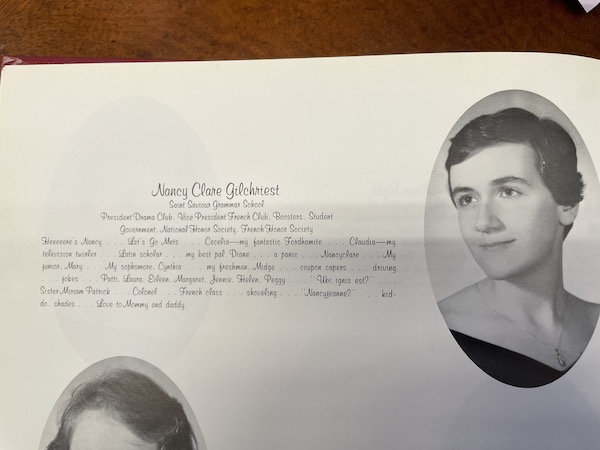 Nancy Clare Gilchriest
Saint Saviour Grammar School
President Drama Club, Vice President French Club, Boosters, Student
Government, National Honor Society, French Honor Society
Heeeeere's Nancy . . . Let's Go Mets . . . Cecelia—my fantastic Fordhamite . . . Claudia—my
television twirler . . . Latin scholar . . . my best pal, Diane . . . a panic . . . Nancyclare . . . My
junior, Mary . . . My sophomore, Cynthia . . . my freshman, Midge . . . coupon capers . . . driving
. . . jokes . . . Patti, Laura, Eileen, Margaret, Jennie, Helen, Peggy . . . "Ubi ignis est?"
Sister Miriam Patrick . . . Colonel . . . French class . . . shoveling . . . "Nancyjeanne?" . . . kid-
do, shades . . . Love to Mommy and daddy.